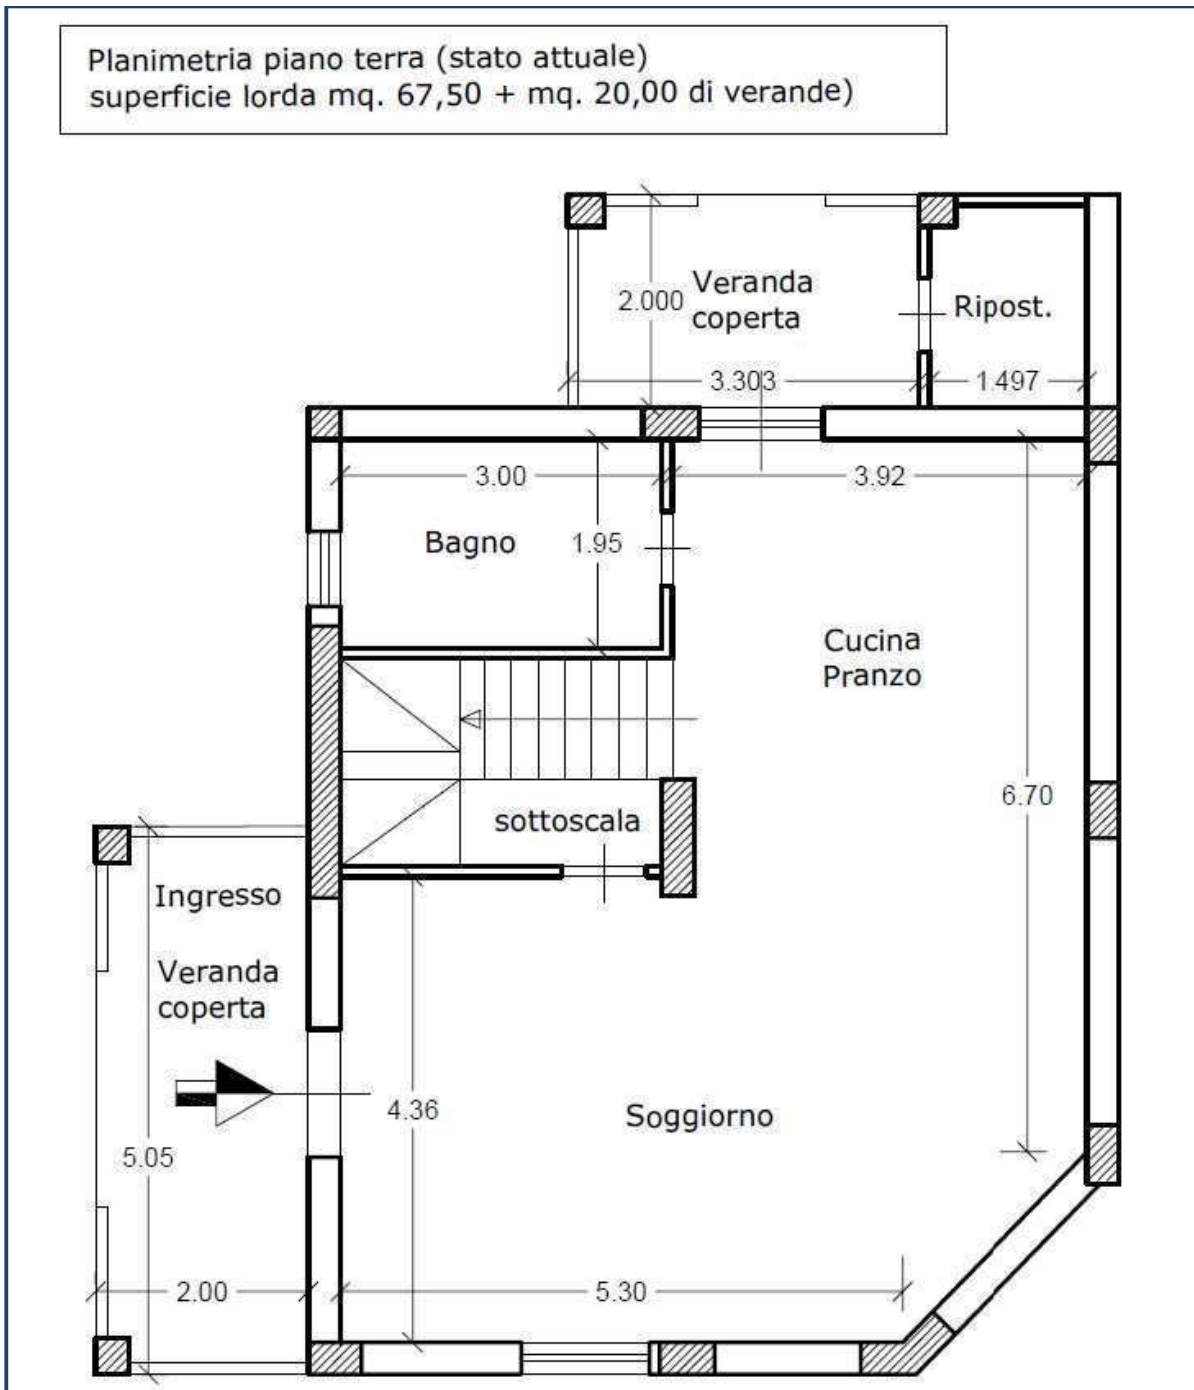 Planimetria piano terra (stato attuale)
superficie lorda mq. 67,50 + mq. 20,00 di verande)
2.000
Veranda
coperta
Ripost.
3.303
1.497
3.00
3.92
Bagno
1.95
Cucina
Pranzo
6.70
sottoscala
Ingresso
Veranda
coperta
4.36
Soggiorno
5.05
2.00
5.30